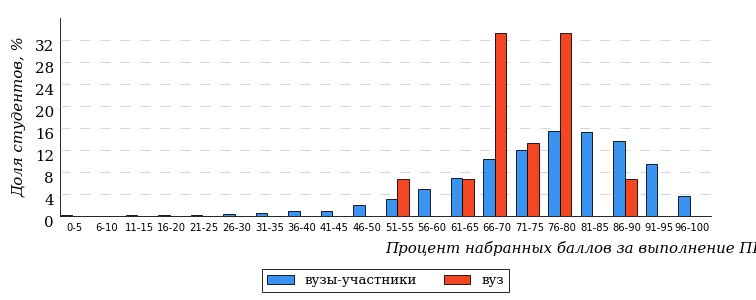 Доля студентов, %
32
28
24
20
16
12
8
4
0
0-5 6-10 11-15 16-20 21-25 26-30 31-35 36-40 41-45 46-50 51-55 56-60 61-65 66-70 71-75 76-80 81-85 86-90 91-95 96-100
Процент набранных баллов за выполнение
вузы-участники вуз